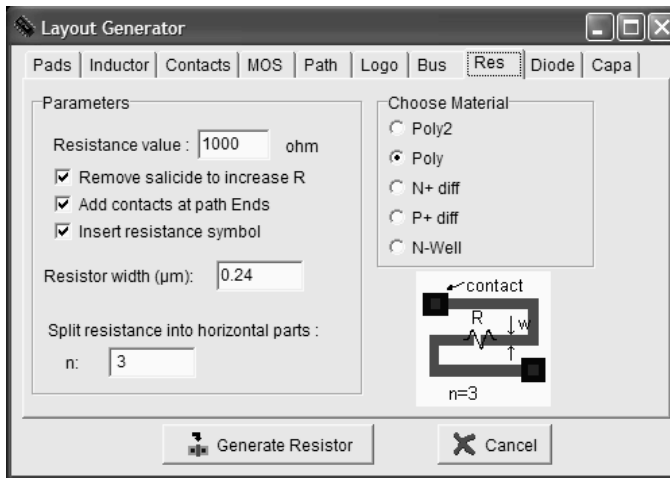 Layout Generator
Pads Inductor Contacts MOS Path Logo Bus Res Diode Capa
Parameters
Resistance value : 1000 ohm
Remove salicide to increase R
Add contacts at path Ends
Insert resistance symbol
Resistor width (µm): 0.24
Split resistance into horizontal parts :
n: 3
Choose Material
Poly2
Poly
N+ diff
P+ diff
N-Well
contact
R
w
n=3
Generate Resistor
Cancel